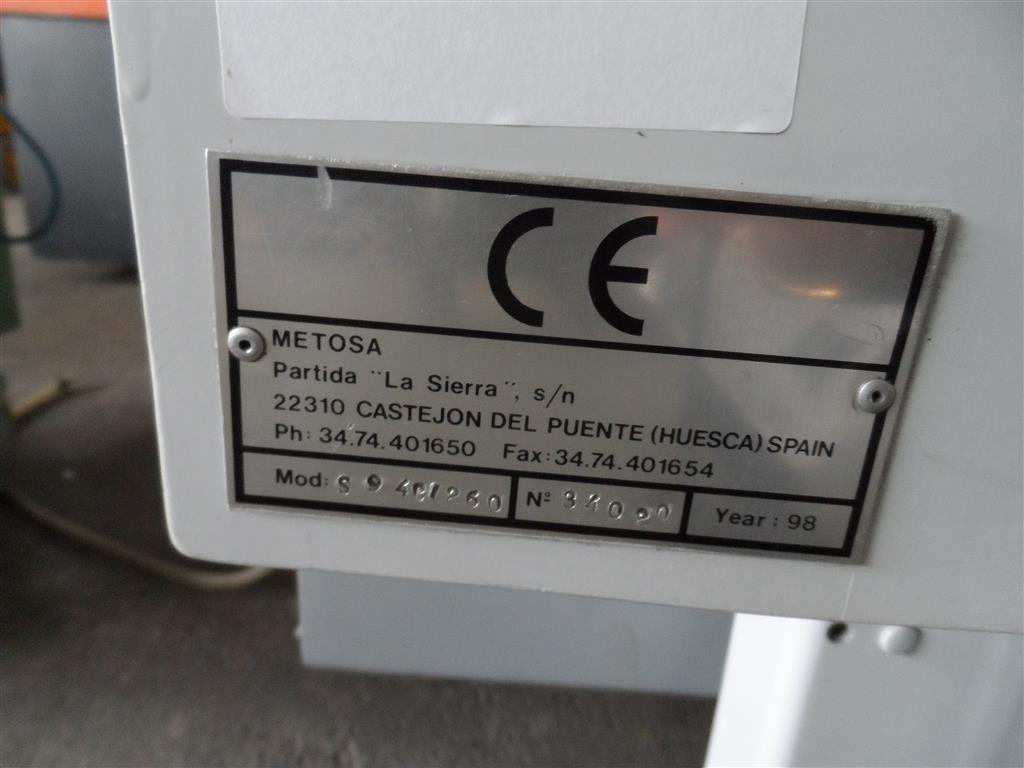 CE
METOSA
Partida "La Sierra", s/n
22310 CASTEJON DEL PUENTE (HUESCA) SPAIN
Ph: 34.74.401650 Fax: 34.74.401654
Mod: Nº Year: 98